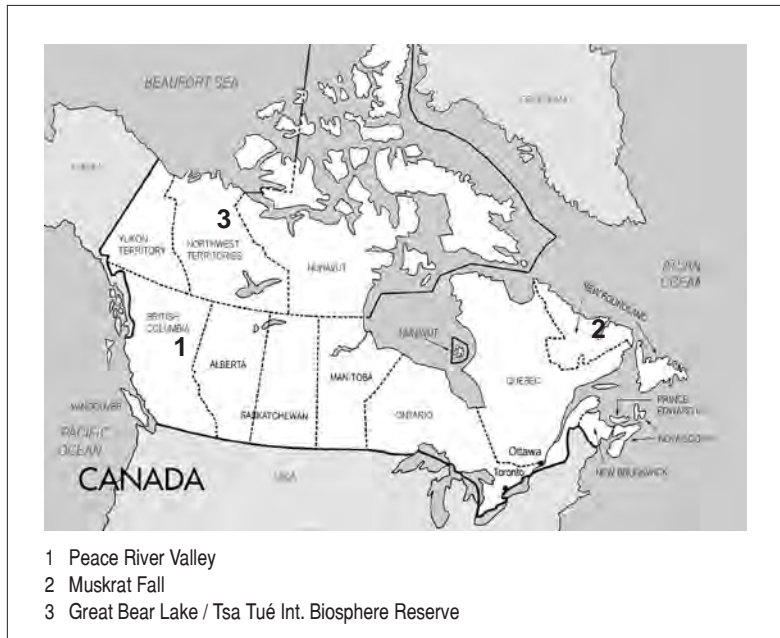 BEAUFORT SEA
3
YUKON
TERRITORY
NORTHWEST
TERRITORIES
NUNAVUT
BRITISH
COLUMBIA
1
ALBERTA
SASKATCHEWAN
MANITOBA
ONTARIO
NUNAVUT
QUEBEC
2
VANCOUVER
PACIFIC
OCEAN
CANADA
USA
Ottawa
Toronto
PRINCE
EDWARD
NEW BRUNSWICK
OCEAN
1 Peace River Valley
2 Muskrat Fall
3 Great Bear Lake / Tsa Tué Int. Biosphere Reserve